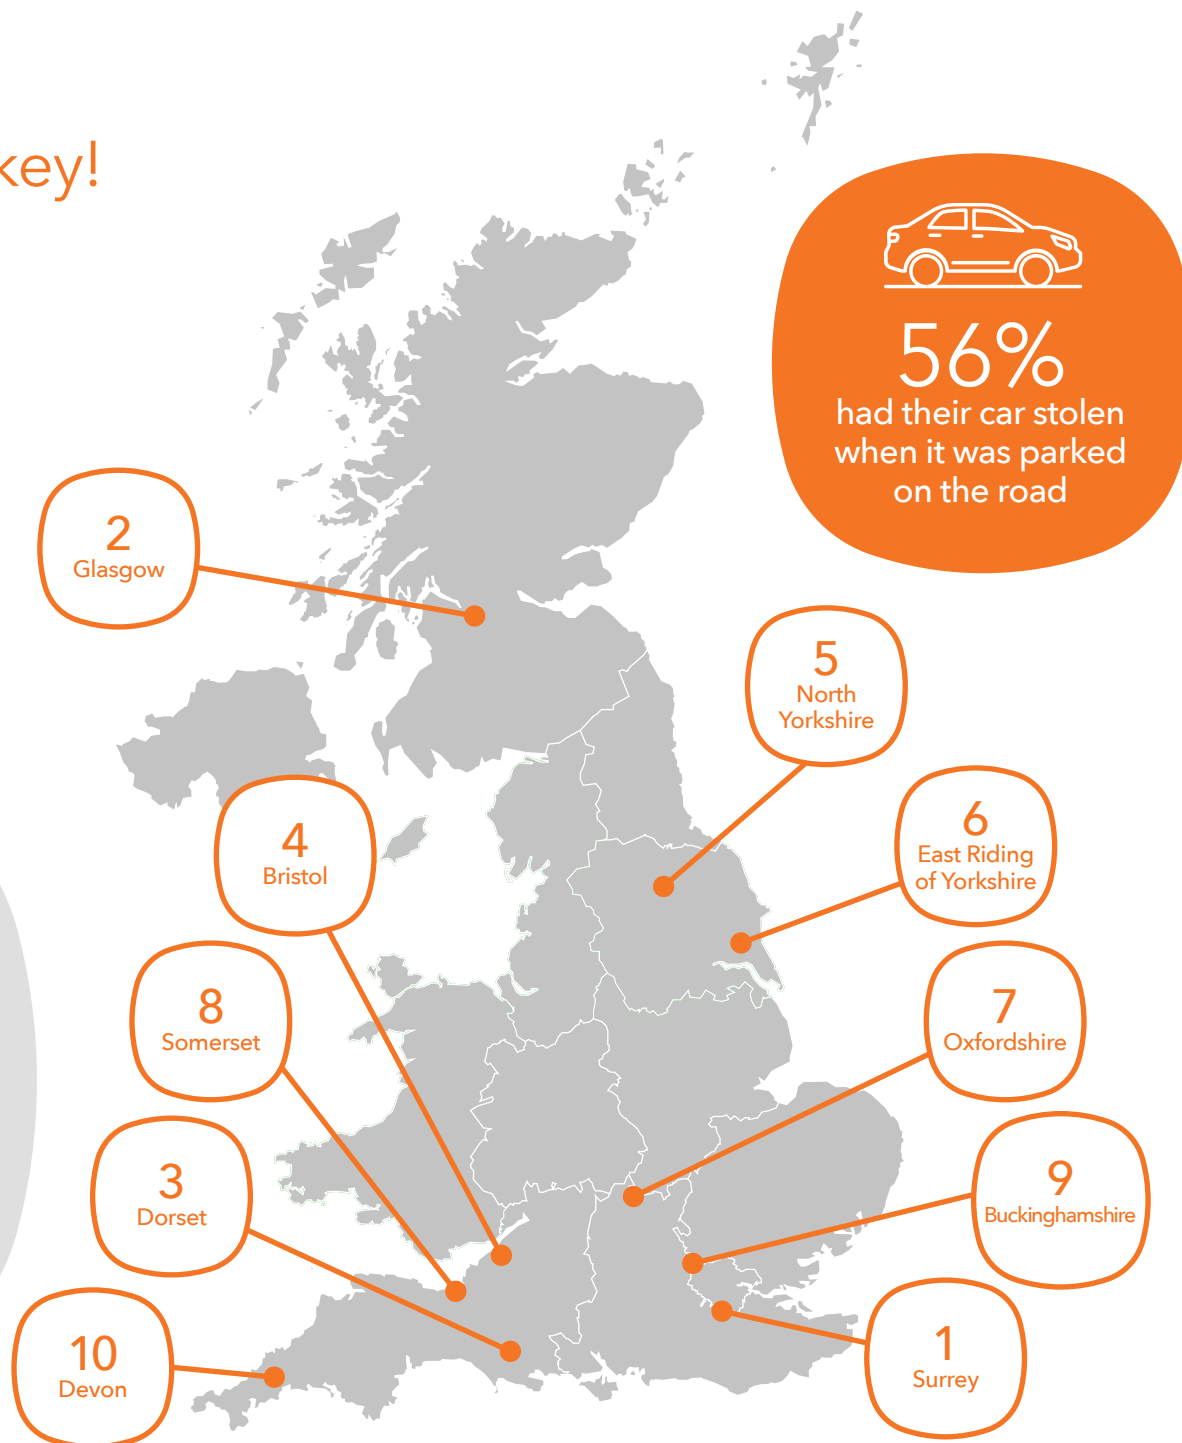 key!
56%
had their car stolen
when it was parked
on the road
2
Glasgow
5
North
Yorkshire
6
East Riding
of Yorkshire
4
Bristol
8
Somerset
7
Oxfordshire
3
Dorset
9
Buckinghamshire
10
Devon
1
Surrey